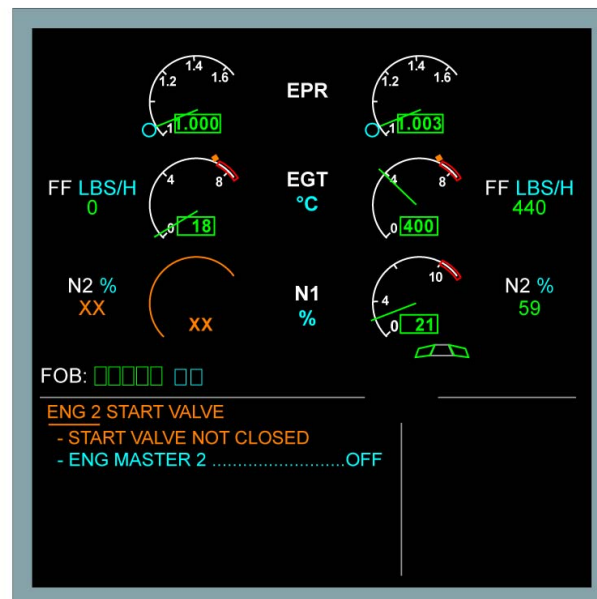 1.4 1.4
1.2 1.6 EPR 1.2 1.6
1 1.000 1 1.003
4 8 EGT 4 8
FF LBS/H °C FF LBS/H
0 440
0 18 0 400
10
N2 % N1 N2 %
XX XX % 4 59
0 21
FOB:
ENG 2 START VALVE
- START VALVE NOT CLOSED
- ENG MASTER 2 ..........................OFF